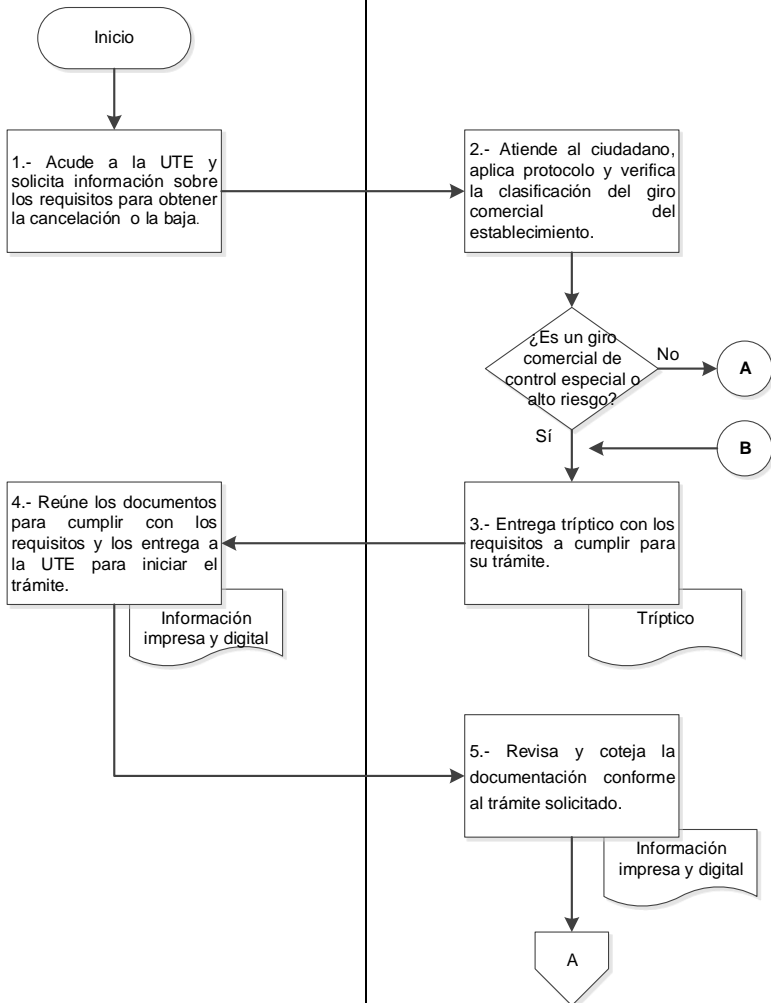 Inicio
1.- Acude a la UTE y
solicita información sobre
los requisitos para obtener
la cancelación o la baja.
2.- Atiende al ciudadano,
aplica protocolo y verifica
la clasificación del giro
comercial del
establecimiento.
¿Es un giro
comercial de
control especial o
alto riesgo?
No
A
Sí
B
3.- Entrega tríptico con los
requisitos a cumplir para
su trámite.
Tríptico
4.- Reúne los documentos
para cumplir con los
requisitos y los entrega a
la UTE para iniciar el
trámite.
Información
impresa y digital
5.- Revisa y coteja la
documentación conforme
al trámite solicitado.
Información
impresa y digital
A